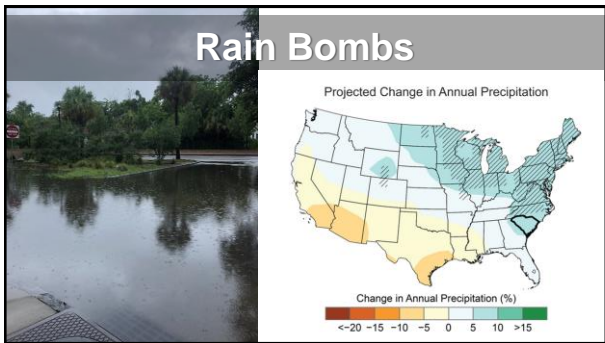 Rain Bombs
Projected Change in Annual Precipitation
Change in Annual Precipitation (%)
<−20 −15 −10 −5 0 5 10 >15